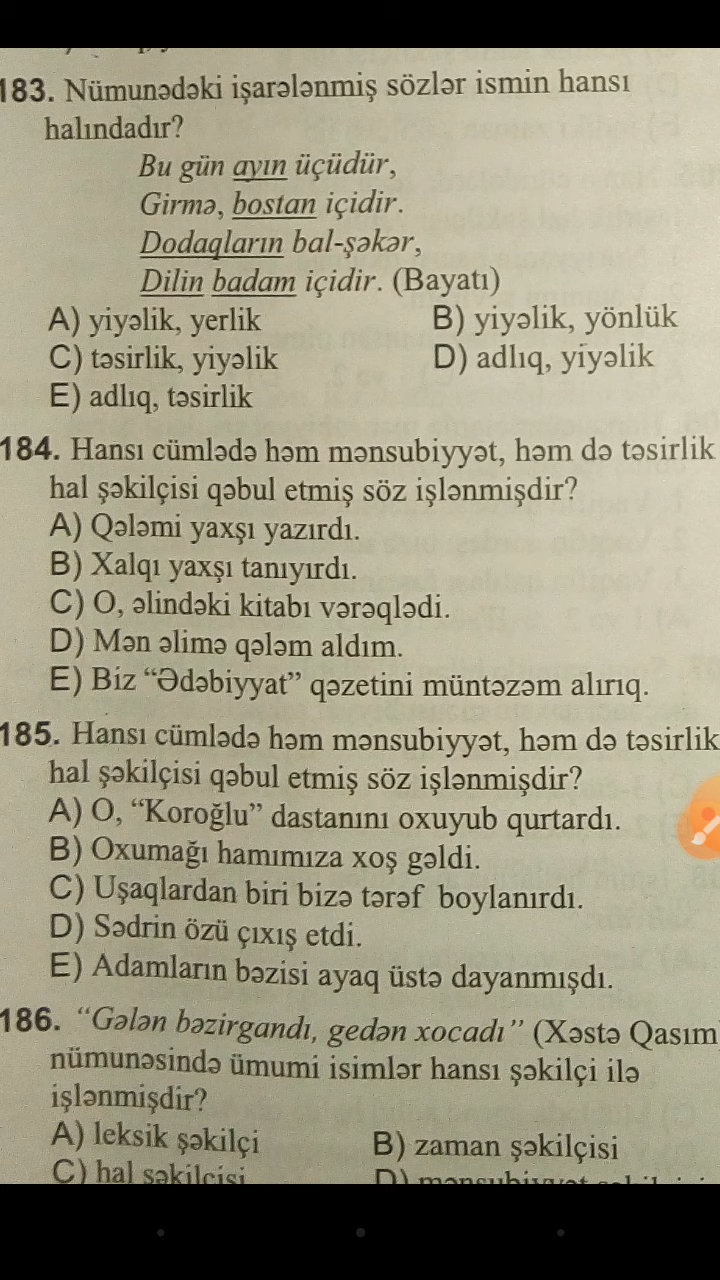 183. Nümunədəki işarələnmiş sözlər ismin hansı
halındadır?
Bu gün ayın üçüdür,
Girmə, bostan içidir.
Dodaqların bal-şəkər,
Dilin badam içidir. (Bayatı)
A) yiyəlik, yerlik B) yiyəlik, yönlük
C) təsirlik, yiyəlik D) adlıq, yiyəlik
E) adlıq, təsirlik
184. Hansı cümlədə həm mənsubiyyət, həm də təsirlik
hal şəkilçisi qəbul etmiş söz işlənmişdir?
A) Qələmi yaxşı yazırdı.
B) Xalqı yaxşı tanıyırdı.
C) O, əlindəki kitabı vərəqlədi.
D) Mən əlimə qələm aldım.
E) Biz “Ədəbiyyat” qəzetini müntəzəm alırıq.
185. Hansı cümlədə həm mənsubiyyət, həm də təsirlik
hal şəkilçisi qəbul etmiş söz işlənmişdir?
A) O, “Koroğlu” dastanını oxuyub qurtardı.
B) Oxumağı hamımıza xoş gəldi.
C) Uşaqlardan biri bizə tərəf boylanırdı.
D) Sədrin özü çıxış etdi.
E) Adamların bəzisi ayaq üstə dayanmışdı.
186. “Gələn bəzirgandı, gedən xocadı” (Xəstə Qasım
nümunəsində ümumi isimlər hansı şəkilçi ilə
işlənmişdir?
A) leksik şəkilçi B) zaman şəkilçisi
C) hal şəkilçisi D) mənsubiyyət